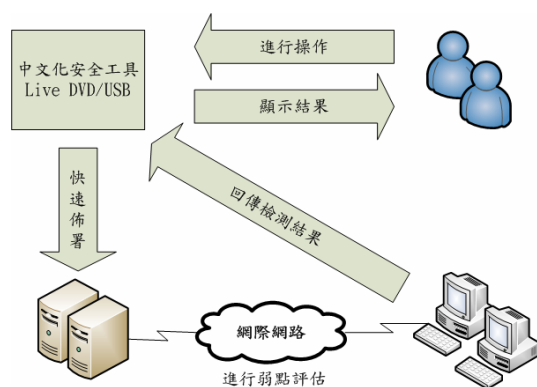 進行操作
中文化安全工具
Live DVD/USB
顯示結果
快速佈署
回傳檢測結果
網際網路
進行弱點評估